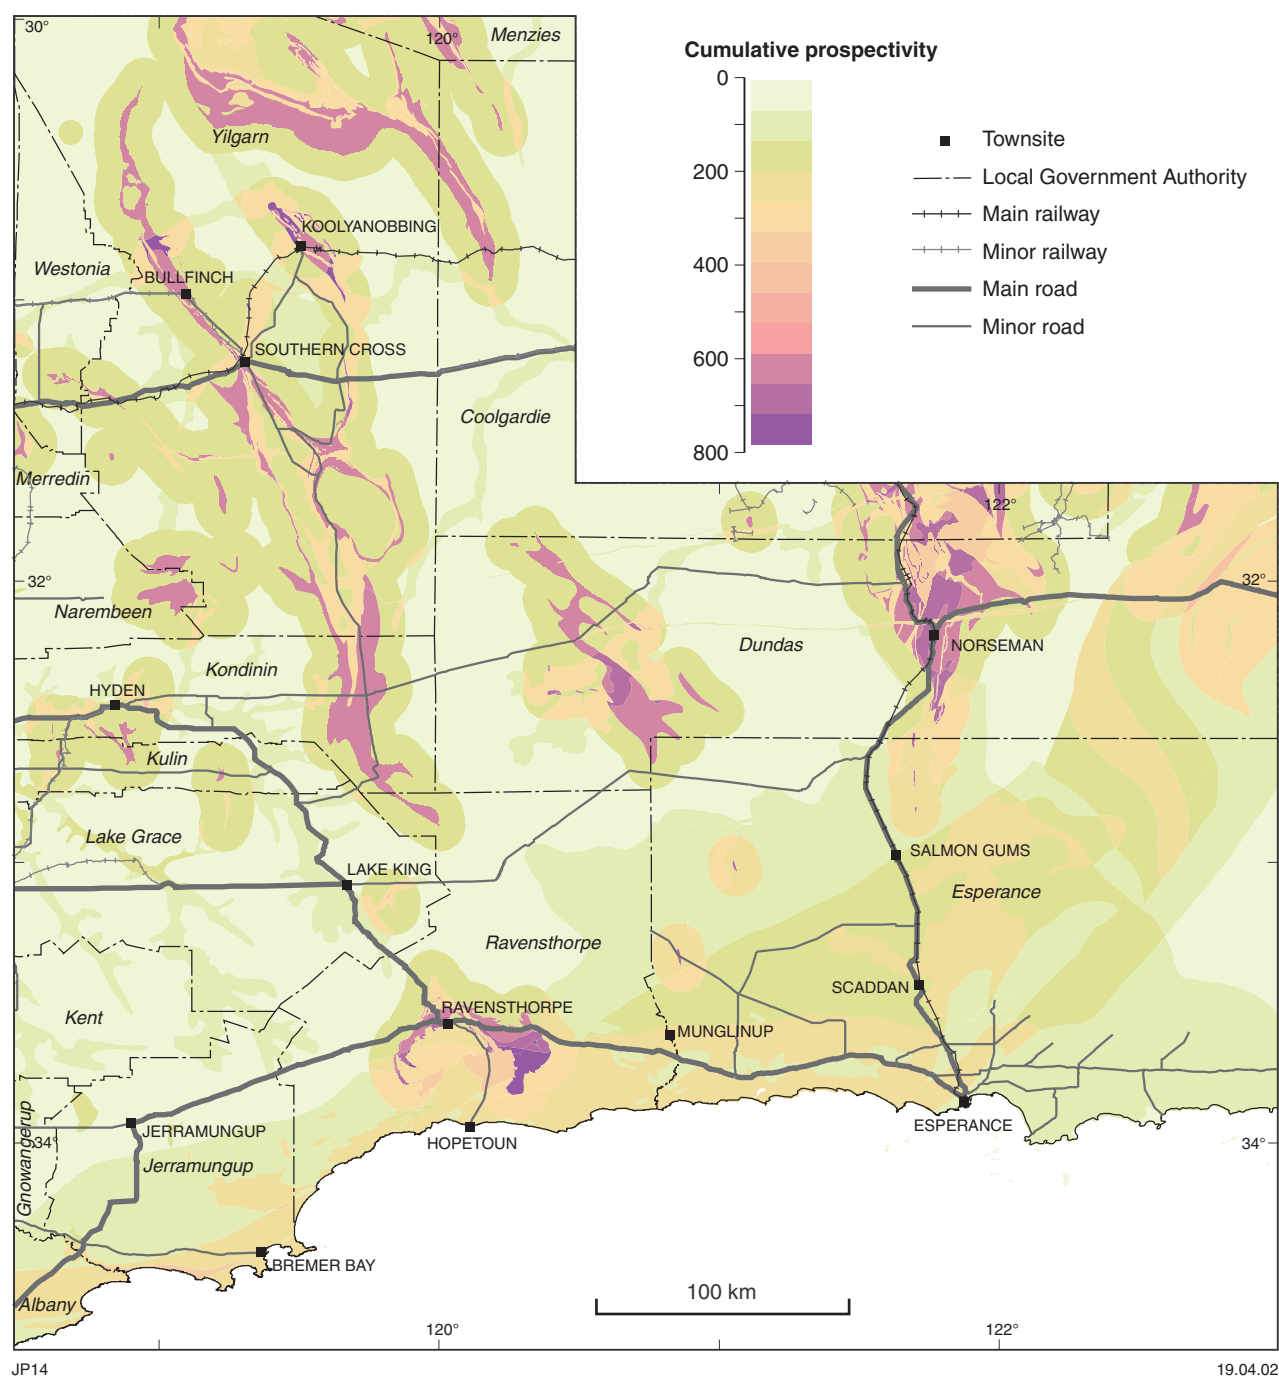 30°
120°
Menzies
Cumulative prospectivity
0
200
400
600
800
Townsite
Local Government Authority
Main railway
Minor railway
Main road
Minor road
Yilgarn
KOOLYANOBBING
Westonia
BULLFINCH
SOUTHERN CROSS
Coolgardie
Merredin
122°
32°
32°
Narembeen
Dundas
NORSEMAN
Kondinin
HYDEN
Kulin
Lake Grace
SALMON GUMS
LAKE KING
Esperance
Ravensthorpe
SCADDAN
Kent
RAVENSTHORPE
MUNGLINUP
Gnowangerup
JERRAMUNGUP
ESPERANCE
34°
HOPETOUN
34°
Jerramungup
BREMER BAY
100 km
Albany
120°
122°
JP14
19.04.02